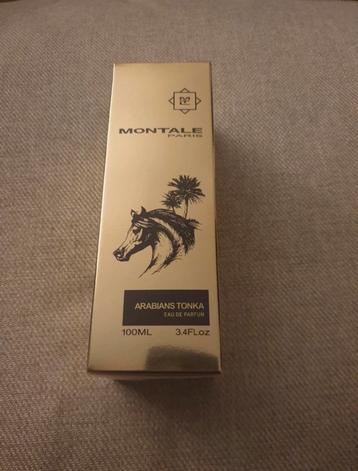 MONTALE
PARIS
ARABIANS TONKA
EAU DE PARFUM
100ML 3.4FLoz